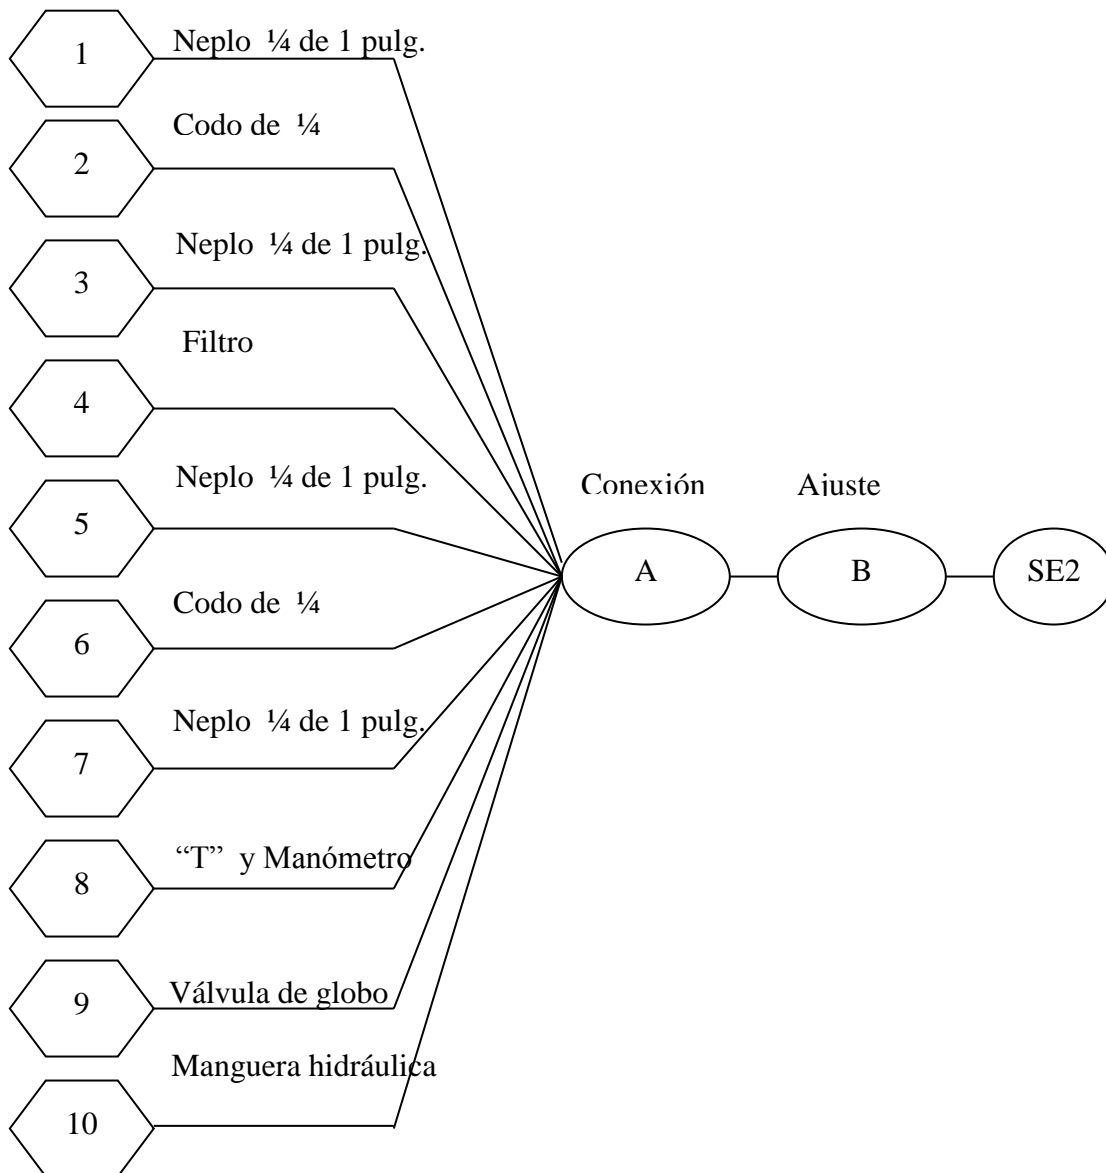 Neplo ¼ de 1 pulg.
1
Codo de ¼
2
Neplo ¼ de 1 pulg.
3
Filtro
4
Neplo ¼ de 1 pulg.
5
Conexión
Ajuste
A
B
SE2
Codo de ¼
6
Neplo ¼ de 1 pulg.
7
“T” y Manómetro
8
Válvula de globo
9
Manguera hidráulica
10